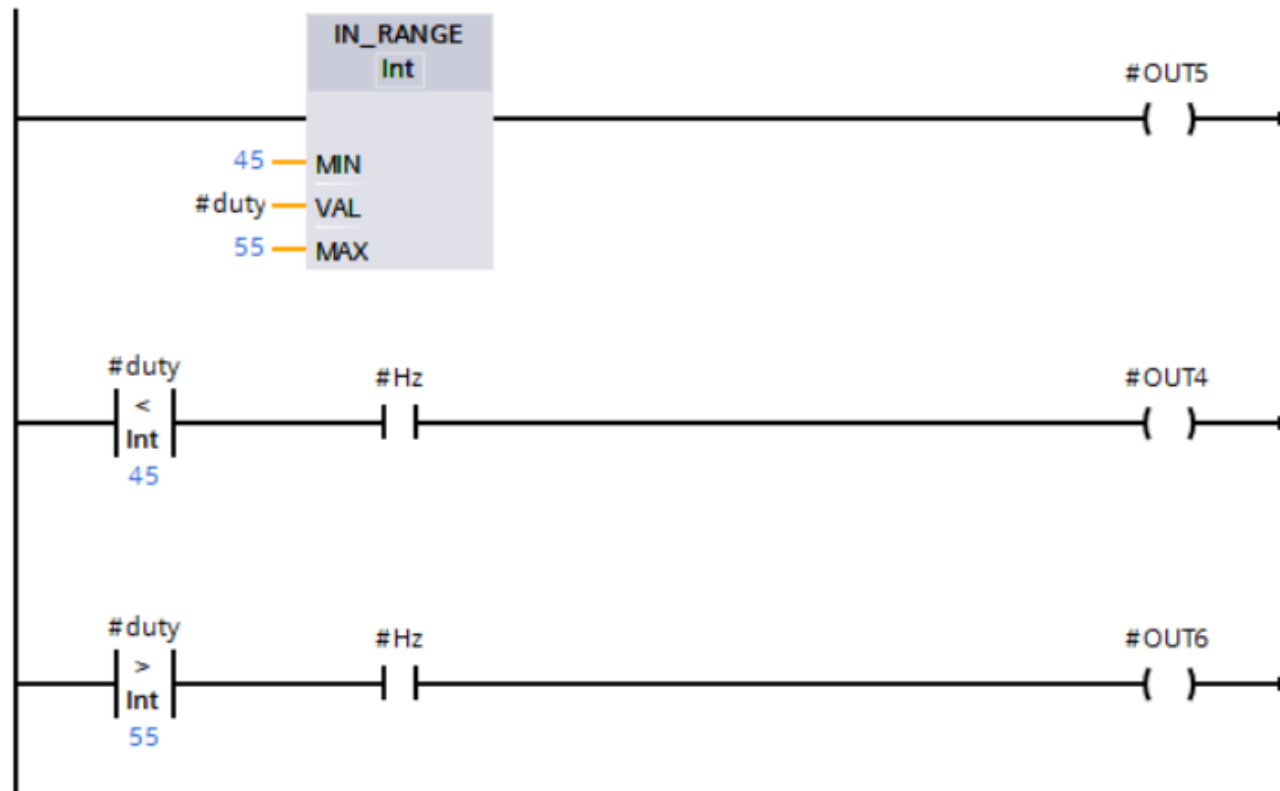 IN_RANGE
Int
#OUT5
45 MIN
#duty VAL
55 MAX
#duty
#Hz
#OUT4
<
Int
45
#duty
#Hz
#OUT6
>
Int
55